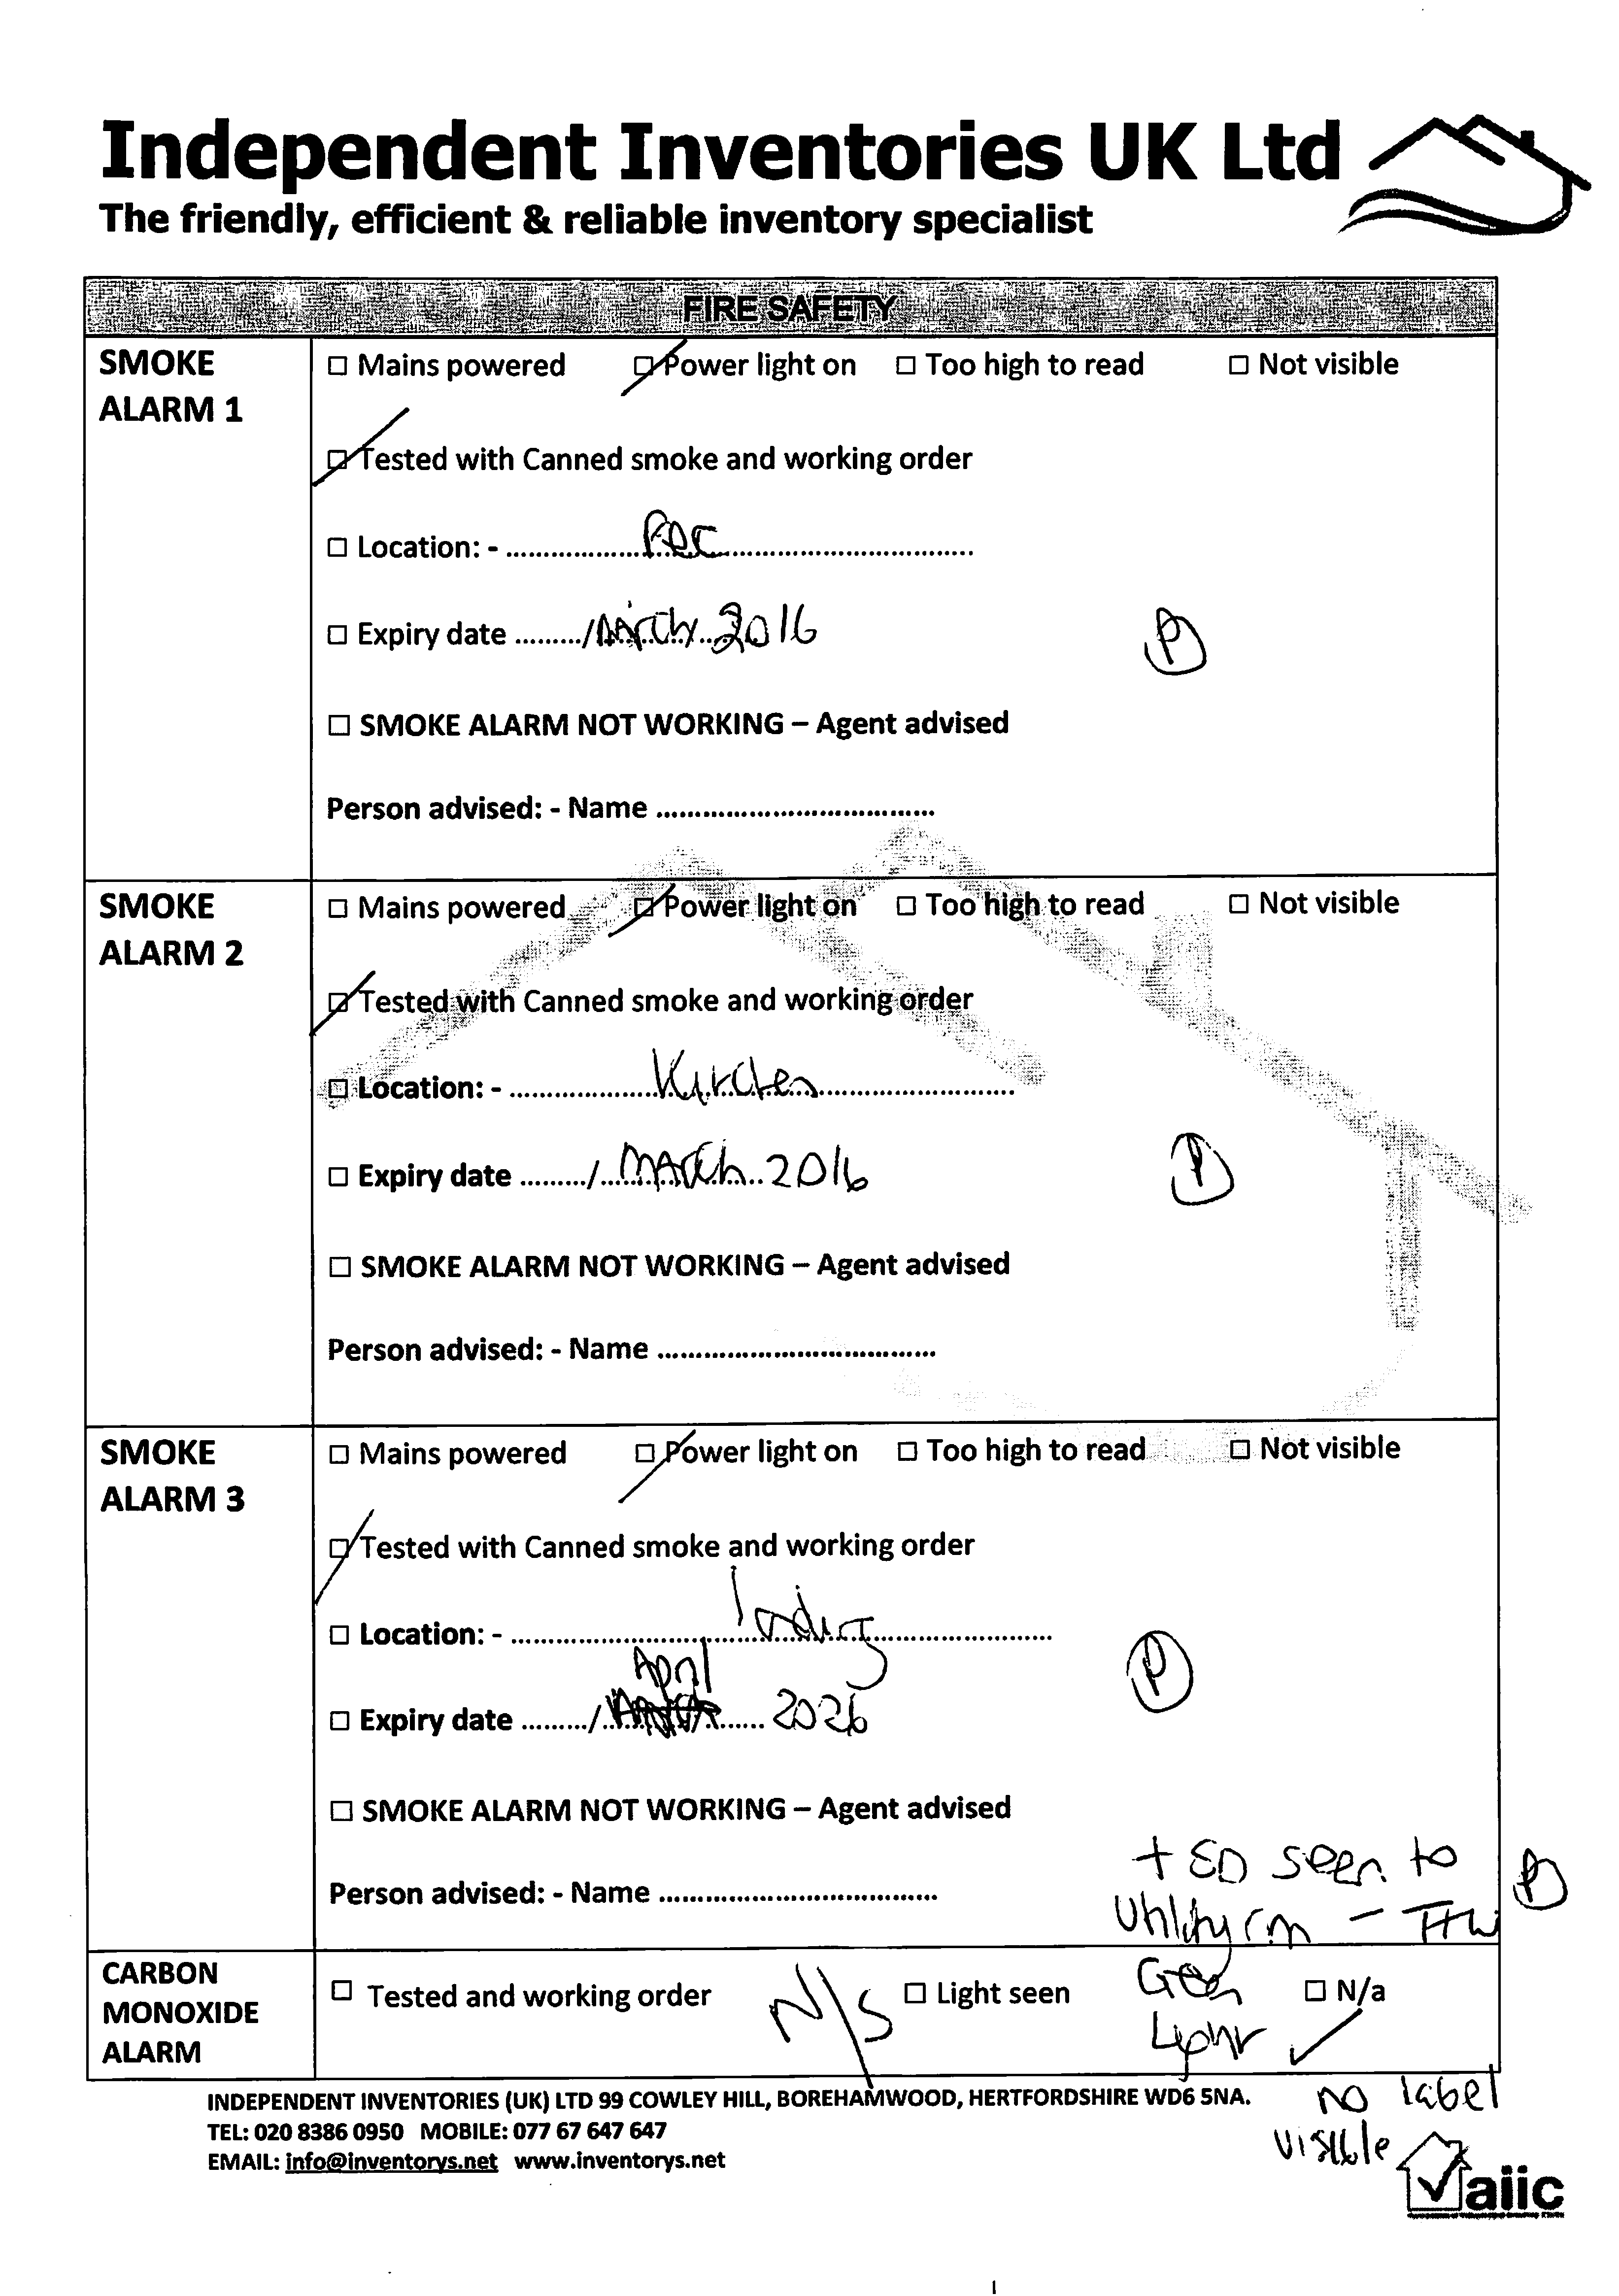 Independent Inventories UK Ltd
The friendly, efficient & reliable inventory specialist
FIRE SAFETY
SMOKE ALARM 1
☐ Mains powered ☐ Power light on ☐ Too high to read ☐ Not visible
☐ Tested with Canned smoke and working order
☐ Location: - ..........
☐ Expiry date ........./March 2016
P
☐ SMOKE ALARM NOT WORKING – Agent advised
Person advised: - Name ..........
SMOKE ALARM 2
☐ Mains powered ☐ Power light on ☐ Too high to read ☐ Not visible
☐ Tested with Canned smoke and working order
☐ Location: - Kitchen
☐ Expiry date ........./March 2016
P
☐ SMOKE ALARM NOT WORKING – Agent advised
Person advised: - Name ..........
SMOKE ALARM 3
☐ Mains powered ☐ Power light on ☐ Too high to read ☐ Not visible
☐ Tested with Canned smoke and working order
☐ Location: - landing
April
☐ Expiry date ........./.......... 2026
P
☐ SMOKE ALARM NOT WORKING – Agent advised
+ SD seen to
Person advised: - Name ..........
Utility rm – TTW
P
CARBON MONOXIDE ALARM
☐ Tested and working order N/S ☐ Light seen Green Light ☐ N/a ✓
INDEPENDENT INVENTORIES (UK) LTD 99 COWLEY HILL, BOREHAMWOOD, HERTFORDSHIRE WD6 5NA.
no label
TEL: 020 8386 0950 MOBILE: 077 67 647 647
visible
EMAIL: info@inventorys.net www.inventorys.net
aiic